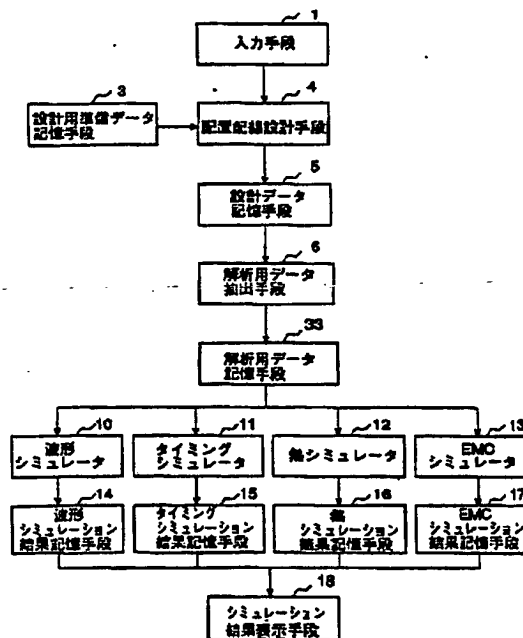 1
入力手段
3
4
設計用準備データ
記憶手段
配置配線設計手段
5
設計データ
記憶手段
6
解析用データ
抽出手段
33
解析用データ
記憶手段
10
11
12
13
波形
シミュレータ
タイミング
シミュレータ
熱シミュレータ
EMC
シミュレータ
14
15
16
17
波形
シミュレーション
結果記憶手段
タイミング
シミュレーション
結果記憶手段
熱
シミュレーション
結果記憶手段
EMC
シミュレーション
結果記憶手段
18
シミュレーション
結果表示手段